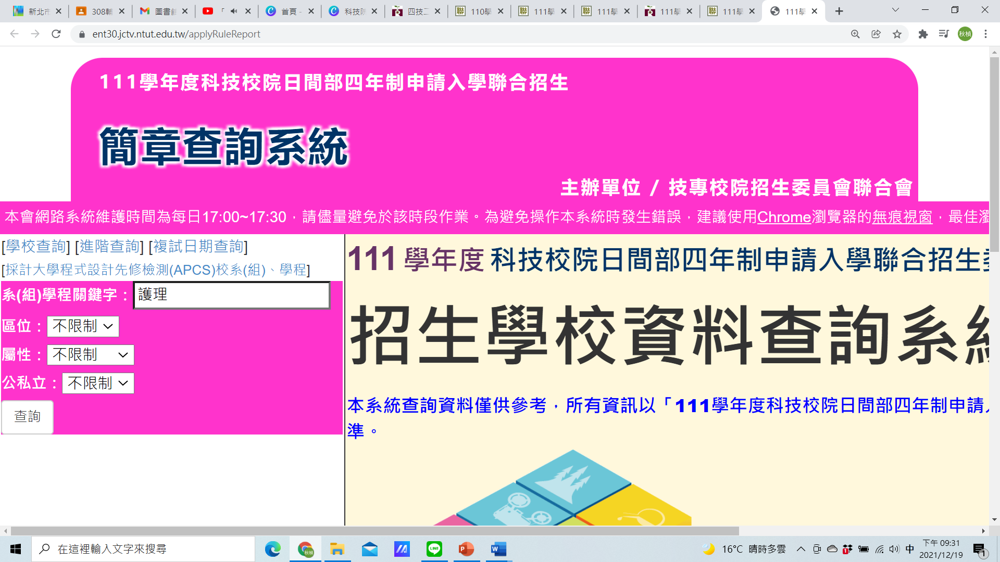 新北市
308輔
圖書館
「
首頁 -
科技院
四技二
110學
111學
111學
111學
111學
111學
ent30.jctv.ntut.edu.tw/applyRuleReport
秋楨
111學年度科技校院日間部四年制申請入學聯合招生
簡章查詢系統
主辦單位 / 技專校院招生委員會聯合會
本會網路系統維護時間為每日17:00~17:30，請儘量避免於該時段作業。為避免操作本系統時發生錯誤，建議使用Chrome瀏覽器的無痕視窗，最佳瀏
[學校查詢] [進階查詢] [複試日期查詢]
[採計大學程式設計先修檢測(APCS)校系(組)、學程]
系(組)學程關鍵字：護理
區位：不限制
屬性：不限制
公私立：不限制
查詢
111 學年度 科技校院日間部四年制申請入學聯合招生委
招生學校資料查詢系統
本系統查詢資料僅供參考，所有資訊以「111學年度科技校院日間部四年制申請入
準。
在這裡輸入文字來搜尋
LINE
16°C 晴時多雲
中
下午 09:31
2021/12/19
1